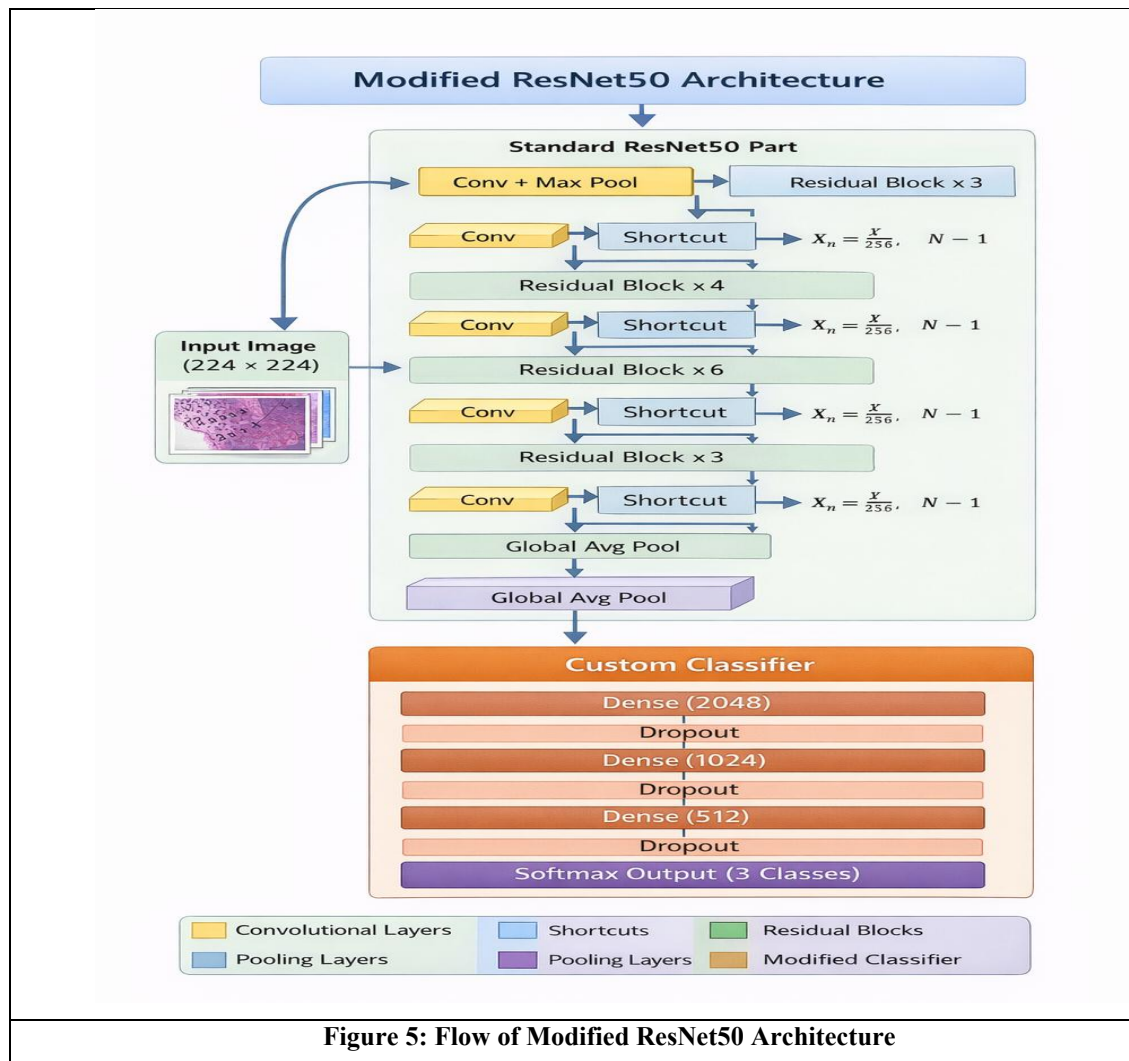 Modified ResNet50 Architecture
Standard ResNet50 Part
Conv + Max Pool
Residual Block x 3
Conv
Shortcut
X_n = X/256, N − 1
Residual Block x 4
Conv
Shortcut
X_n = X/256, N − 1
Input Image
(224 × 224)
Residual Block x 6
Conv
Shortcut
X_n = X/256, N − 1
Residual Block x 3
Conv
Shortcut
X_n = X/256, N − 1
Global Avg Pool
Global Avg Pool
Custom Classifier
Dense (2048)
Dropout
Dense (1024)
Dropout
Dense (512)
Dropout
Softmax Output (3 Classes)
Convolutional Layers
Shortcuts
Residual Blocks
Pooling Layers
Pooling Layers
Modified Classifier
Figure 5: Flow of Modified ResNet50 Architecture